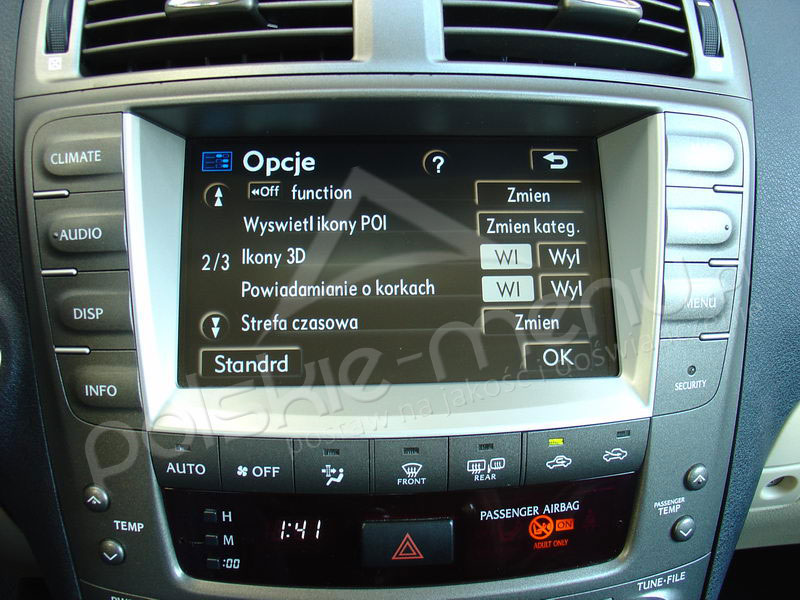 Opcje ?
«Off function Zmien
Wyswietl ikony POI Zmien kateg.
2/3 Ikony 3D Wl Wyl
Powiadamianie o korkach Wl Wyl
Strefa czasowa Zmien
Standrd OK
CLIMATE
AUDIO
DISP
INFO
MENU
SECURITY
polskie-menu
postaw na jakość i doświa
AUTO OFF FRONT REAR
TEMP
H
M
:00
1:41
PASSENGER AIRBAG
ON
ADULT ONLY
PASSENGER
TEMP
TUNE·FILE